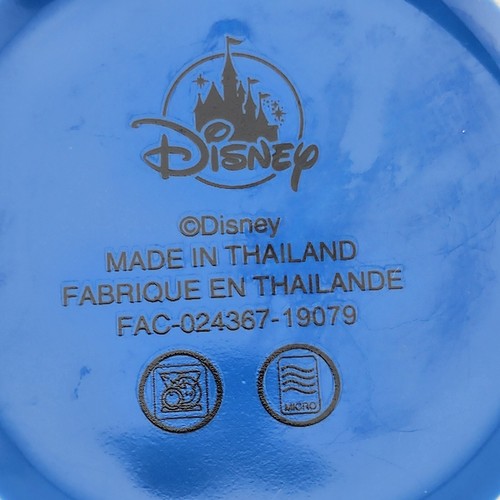 Disney
©Disney
MADE IN THAILAND
FABRIQUE EN THAILANDE
FAC-024367-19079
MICRO